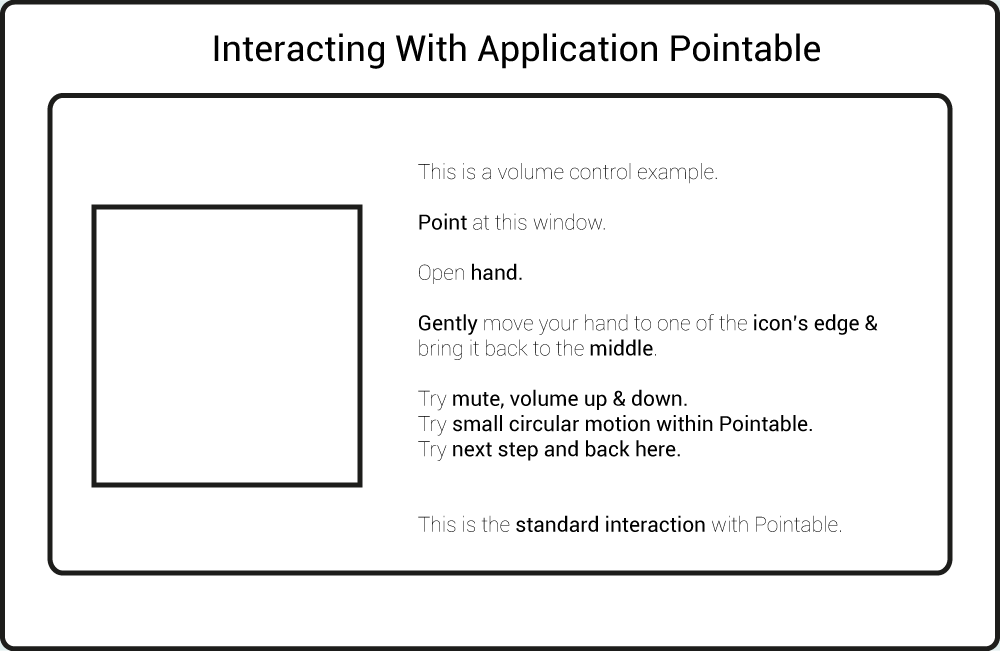 Interacting With Application Pointable
This is a volume control example.
Point at this window.
Open hand.
Gently move your hand to one of the icon's edge &
bring it back to the middle.
Try mute, volume up & down.
Try small circular motion within Pointable.
Try next step and back here.
This is the standard interaction with Pointable.